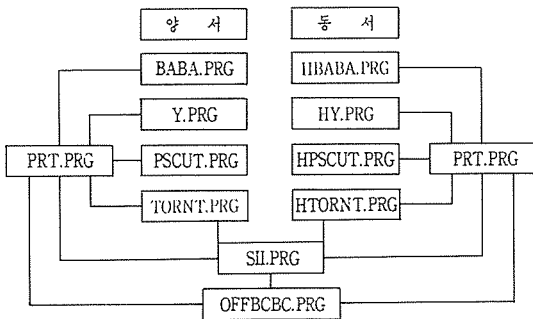 양 서 동 서
BABA.PRG HBABA.PRG
Y.PRG HY.PRG
PRT.PRG PSCUT.PRG HPSCUT.PRG PRT.PRG
TORNT.PRG HTORNT.PRG
SII.PRG
OFFBCBC.PRG